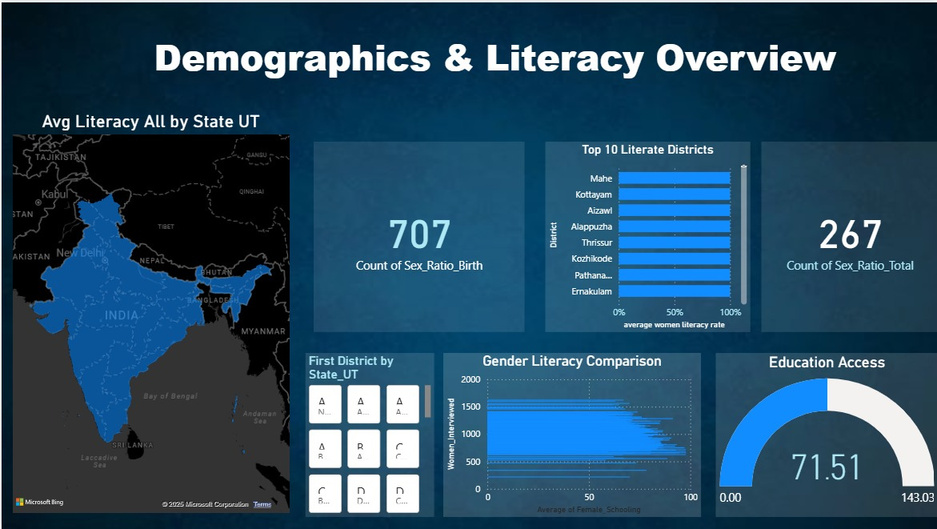 Demographics & Literacy Overview
Avg Literacy All by State UT
TAJIKISTAN
GANSU
Kabul
QINGHAI
STAN
TIBET
AKISTAN
New Delhi
NEPAL
BHUTAN
BANGLADESH
INDIA
MYANMAR
Bay of Bengal
Andaman
Sea
SRI LANKA
Laccadive
Sea
Microsoft Bing
© 2025 Microsoft Corporation Terms
707
Count of Sex_Ratio_Birth
Top 10 Literate Districts
District
Mahe
Kottayam
Aizawl
Alappuzha
Thrissur
Kozhikode
Pathana...
Ernakulam
0% 50% 100%
average women literacy rate
267
Count of Sex_Ratio_Total
First District by
State_UT
A A A
N... A... A...
A B C
B A C
C D D
B... D... C...
Gender Literacy Comparison
Women_Interviewed
2000
1500
1000
500
0
0 50 100
Average of Female_Schooling
Education Access
71.51
0.00 143.03